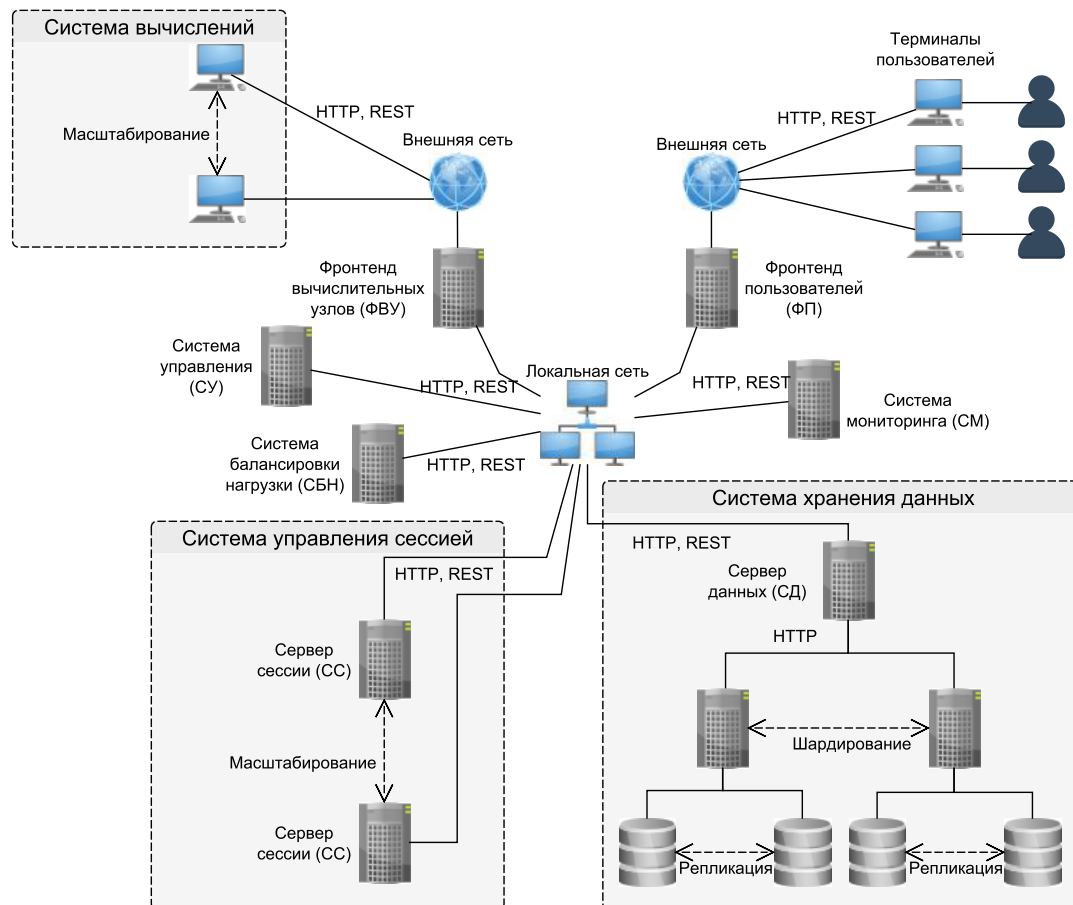 Система вычислений
Масштабирование
HTTP, REST
Внешняя сеть
Внешняя сеть
HTTP, REST
Терминалы
пользователей
Фронтенд
вычислительных
узлов (ФВУ)
Фронтенд
пользователей
(ФП)
Система
управления
(СУ)
HTTP, REST
Локальная сеть
HTTP, REST
Система
мониторинга (СМ)
Система
балансировки
нагрузки (СБН)
HTTP, REST
Система управления сессией
HTTP, REST
Сервер
сессии (СС)
Масштабирование
Сервер
сессии (СС)
Система хранения данных
HTTP, REST
Сервер
данных (СД)
HTTP
Шардирование
Репликация
Репликация